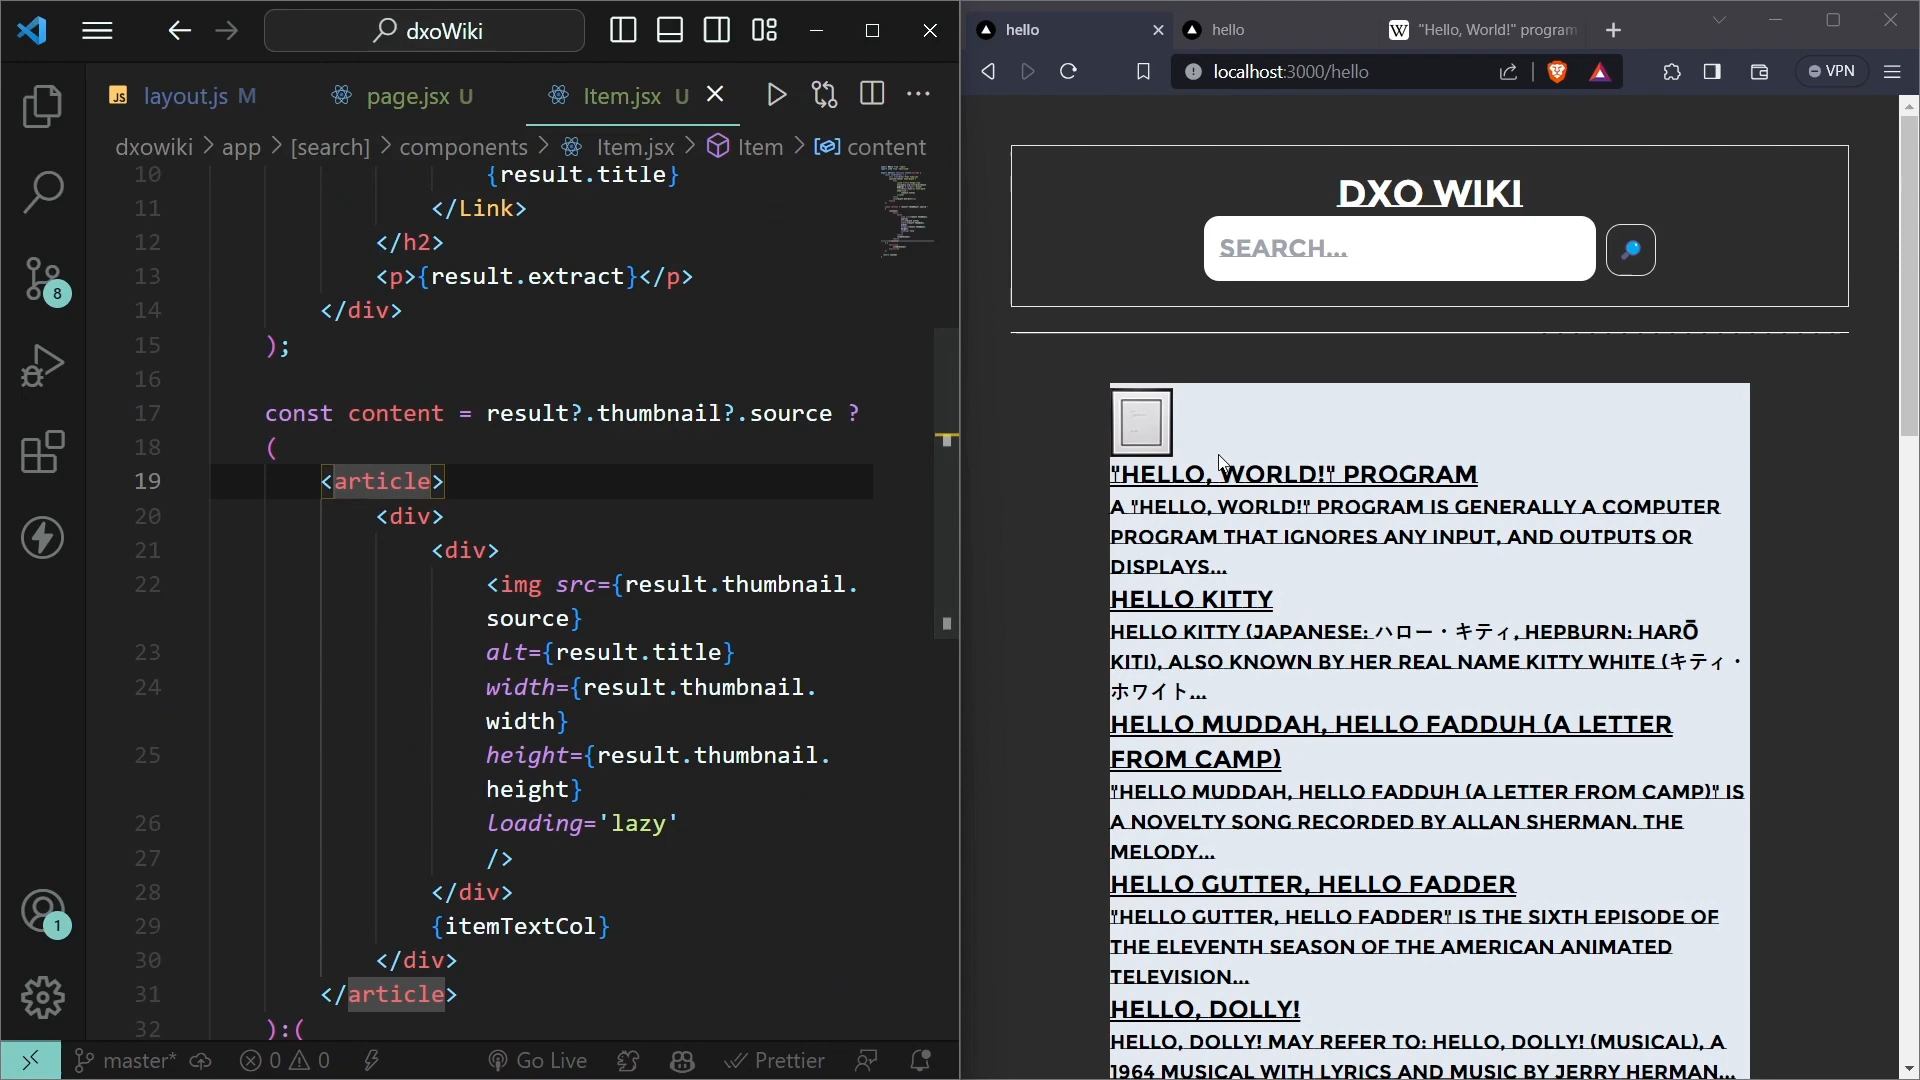 dxoWiki
layout.js M
page.jsx U
Item.jsx U
dxowiki > app > [search] > components > Item.jsx > Item > content
10 {result.title}
11 </Link>
12 </h2>
13 <p>{result.extract}</p>
14 </div>
15 );
16
17 const content = result?.thumbnail?.source ?
18 (
19 <article>
20 <div>
21 <div>
22 <img src={result.thumbnail.
source}
23 alt={result.title}
24 width={result.thumbnail.
width}
25 height={result.thumbnail.
height}
26 loading='lazy'
27 />
28 </div>
29 {itemTextCol}
30 </div>
31 </article>
32 ):(
8
1
master* 0 0 Go Live Prettier
hello
hello
W "Hello, World!" program
localhost:3000/hello
VPN
DXO WIKI
SEARCH...
"HELLO, WORLD!" PROGRAM
A "HELLO, WORLD!" PROGRAM IS GENERALLY A COMPUTER
PROGRAM THAT IGNORES ANY INPUT, AND OUTPUTS OR
DISPLAYS...
HELLO KITTY
HELLO KITTY (JAPANESE: ハロー・キティ, HEPBURN: HARŌ
KITI), ALSO KNOWN BY HER REAL NAME KITTY WHITE (キティ・
ホワイト...
HELLO MUDDAH, HELLO FADDUH (A LETTER
FROM CAMP)
"HELLO MUDDAH, HELLO FADDUH (A LETTER FROM CAMP)" IS
A NOVELTY SONG RECORDED BY ALLAN SHERMAN. THE
MELODY...
HELLO GUTTER, HELLO FADDER
"HELLO GUTTER, HELLO FADDER" IS THE SIXTH EPISODE OF
THE ELEVENTH SEASON OF THE AMERICAN ANIMATED
TELEVISION...
HELLO, DOLLY!
HELLO, DOLLY! MAY REFER TO: HELLO, DOLLY! (MUSICAL), A
1964 MUSICAL WITH LYRICS AND MUSIC BY JERRY HERMAN...